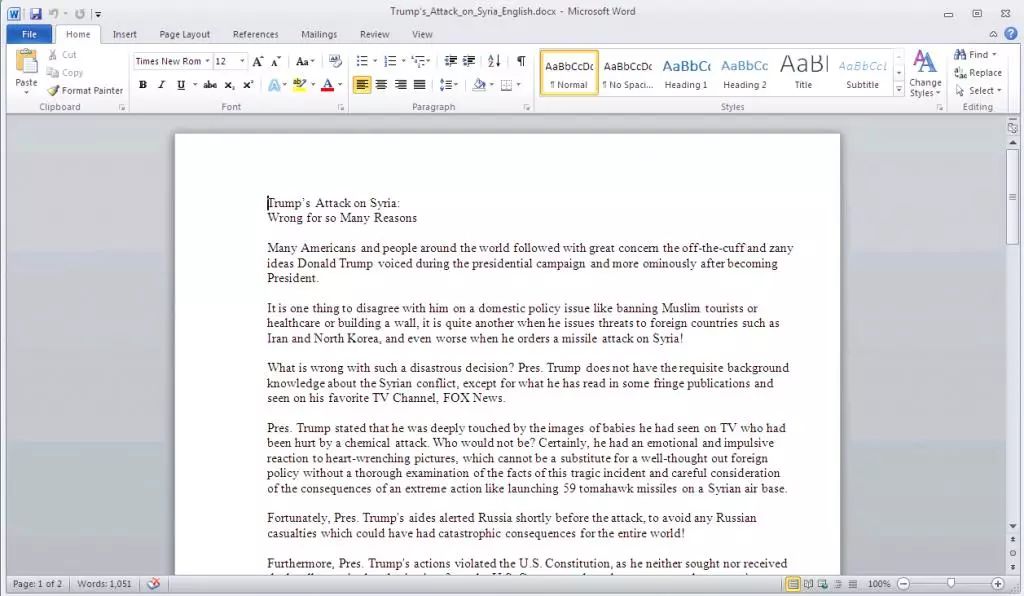 Trump's_Attack_on_Syria_English.docx - Microsoft Word
File Home Insert Page Layout References Mailings Review View
Paste
Cut
Copy
Format Painter
Clipboard
Times New Rom 12
Font
Paragraph
AaBbCcDc AaBbCcDc AaBbCc AaBbCc AaBl AaBbCcl
¶ Normal ¶ No Spaci... Heading 1 Heading 2 Title Subtitle
Change
Styles
Styles
Find
Replace
Select
Editing
Trump's Attack on Syria:
Wrong for so Many Reasons
Many Americans and people around the world followed with great concern the off-the-cuff and zany
ideas Donald Trump voiced during the presidential campaign and more ominously after becoming
President.
It is one thing to disagree with him on a domestic policy issue like banning Muslim tourists or
healthcare or building a wall, it is quite another when he issues threats to foreign countries such as
Iran and North Korea, and even worse when he orders a missile attack on Syria!
What is wrong with such a disastrous decision? Pres. Trump does not have the requisite background
knowledge about the Syrian conflict, except for what he has read in some fringe publications and
seen on his favorite TV Channel, FOX News.
Pres. Trump stated that he was deeply touched by the images of babies he had seen on TV who had
been hurt by a chemical attack. Who would not be? Certainly, he had an emotional and impulsive
reaction to heart-wrenching pictures, which cannot be a substitute for a well-thought out foreign
policy without a thorough examination of the facts of this tragic incident and careful consideration
of the consequences of an extreme action like launching 59 tomahawk missiles on a Syrian air base.
Fortunately, Pres. Trump's aides alerted Russia shortly before the attack, to avoid any Russian
casualties which could have had catastrophic consequences for the entire world!
Furthermore, Pres. Trump's actions violated the U.S. Constitution, as he neither sought nor received
Page: 1 of 2 Words: 1,051 100%